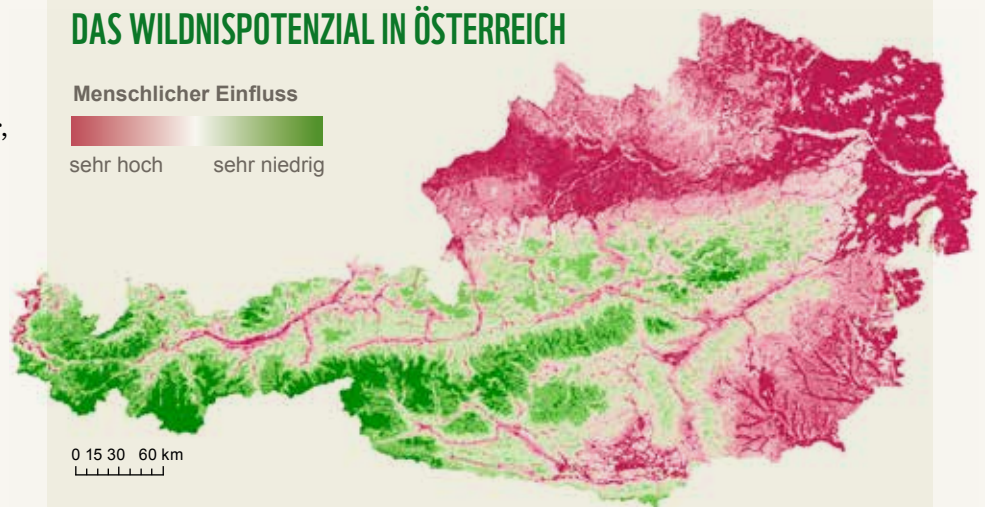 DAS WILDNISPOTENZIAL IN ÖSTERREICH
Menschlicher Einfluss
sehr hoch sehr niedrig
0 15 30 60 km